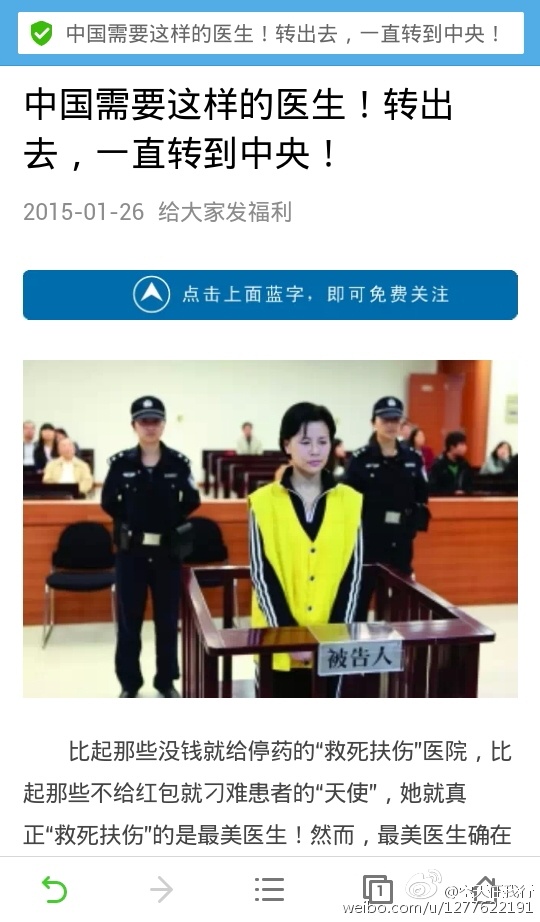 中国需要这样的医生！转出去，一直转到中央！
中国需要这样的医生！转出
去，一直转到中央！
2015-01-26 给大家发福利
点击上面蓝字，即可免费关注
被告人
比起那些没钱就给停药的“救死扶伤”医院，比
起那些不给红包就刁难患者的“天使”，她就真
正“救死扶伤”的是最美医生！然而，最美医生确在
1
weibo.com/u/1277622191